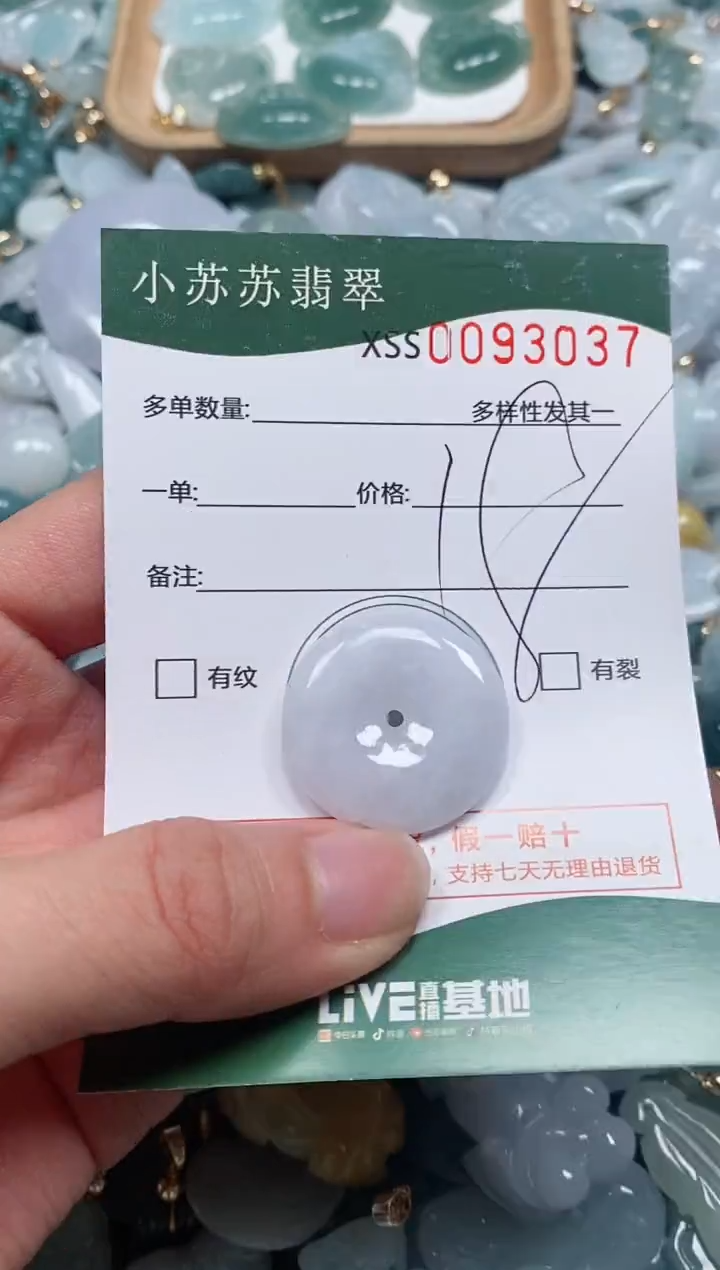 小苏苏翡翠
XSS0093037
多单数量: 多样性发其一
一单: 价格:
备注:
有纹 有裂
, 假一赔十
, 支持七天无理由退货
LiVE直播基地